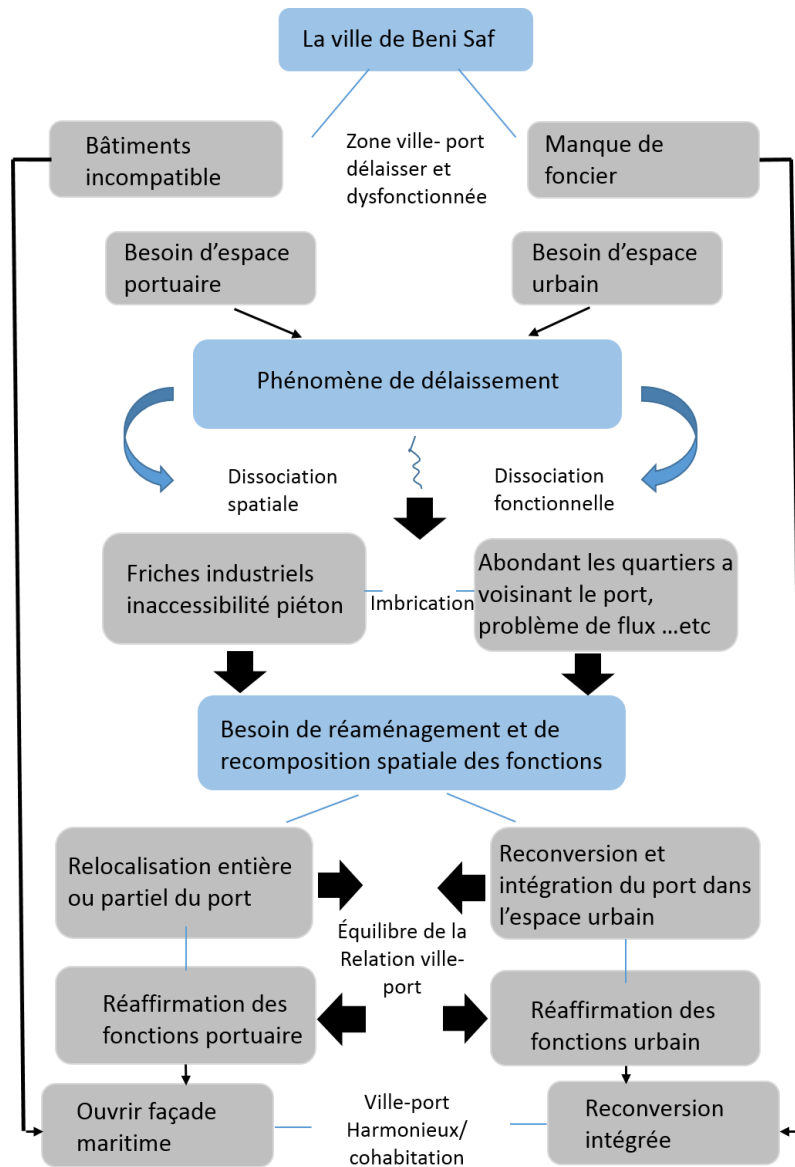 La ville de Beni Saf
Bâtiments
incompatible
Zone ville- port
délaisser et
dysfonctionnée
Manque de
foncier
Besoin d'espace
portuaire
Besoin d'espace
urbain
Phénomène de délaissement
Dissociation
spatiale
Dissociation
fonctionnelle
Friches industriels
inaccessibilité piéton
Imbrication
Abondant les quartiers a
voisinant le port,
problème de flux ...etc
Besoin de réaménagement et de
recomposition spatiale des fonctions
Relocalisation entière
ou partiel du port
Reconversion et
intégration du port dans
l'espace urbain
Équilibre de la
Relation ville-
port
Réaffirmation des
fonctions portuaire
Réaffirmation des
fonctions urbain
Ouvrir façade
maritime
Ville-port
Harmonieux/
cohabitation
Reconversion
intégrée